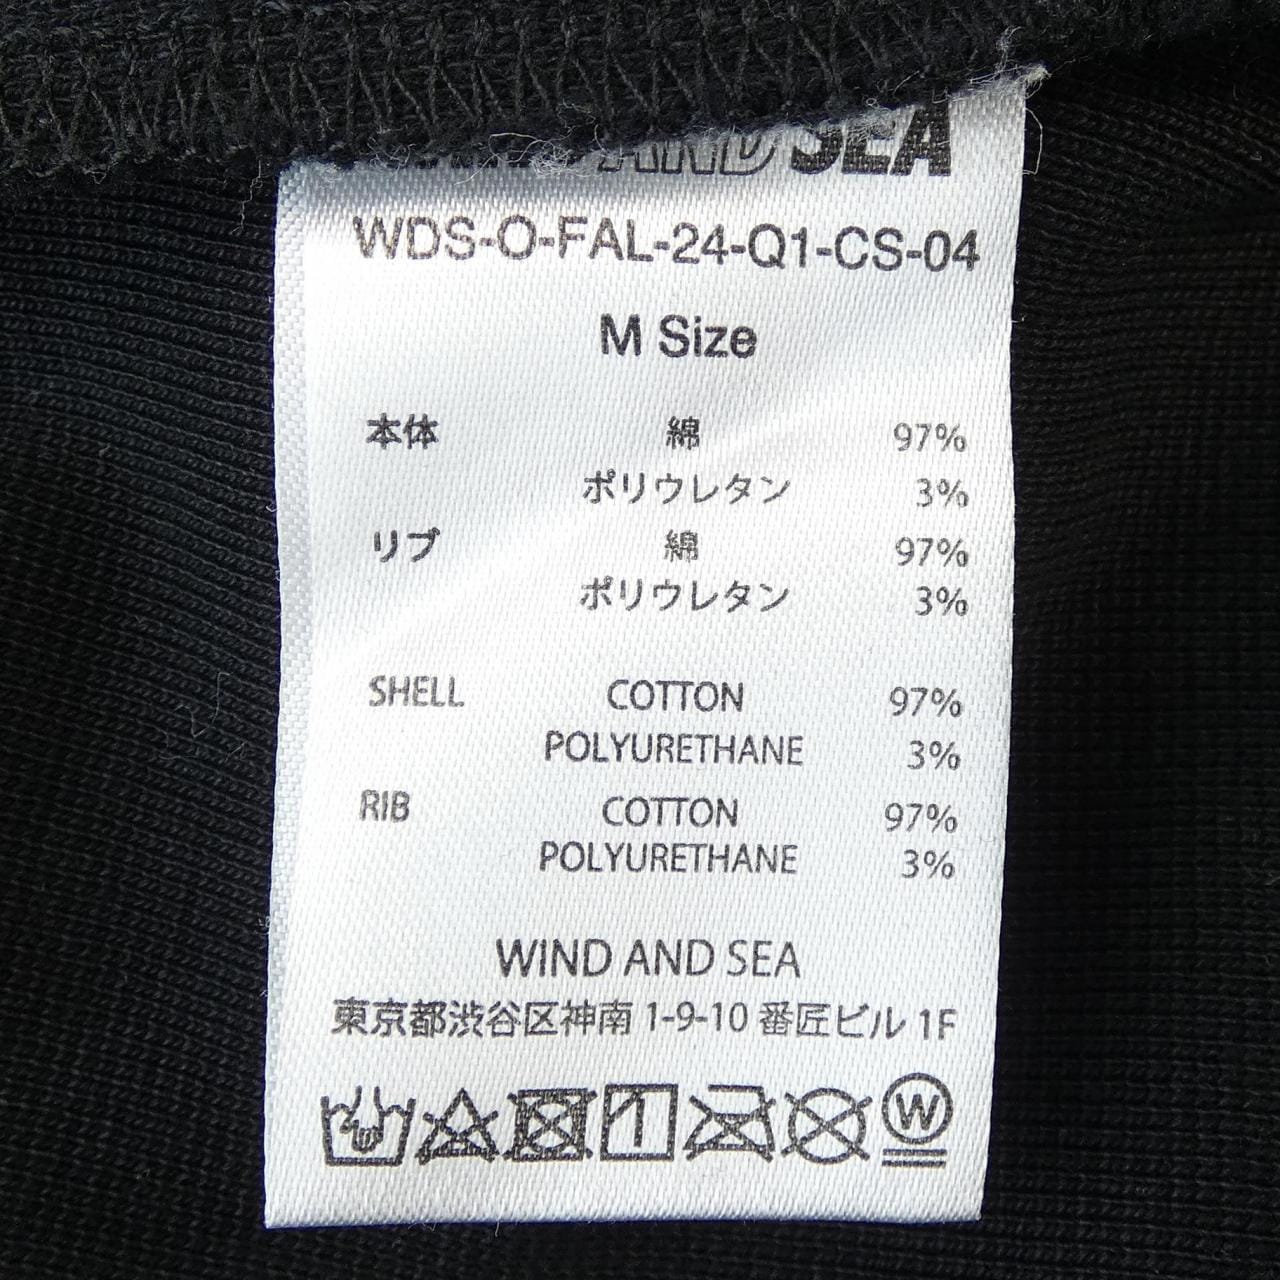 AND SEA
WDS-O-FAL-24-Q1-CS-04
M Size
本体 綿 97%
ポリウレタン 3%
リブ 綿 97%
ポリウレタン 3%
SHELL COTTON 97%
POLYURETHANE 3%
RIB COTTON 97%
POLYURETHANE 3%
WIND AND SEA
東京都渋谷区神南 1-9-10 番匠ビル 1F
W